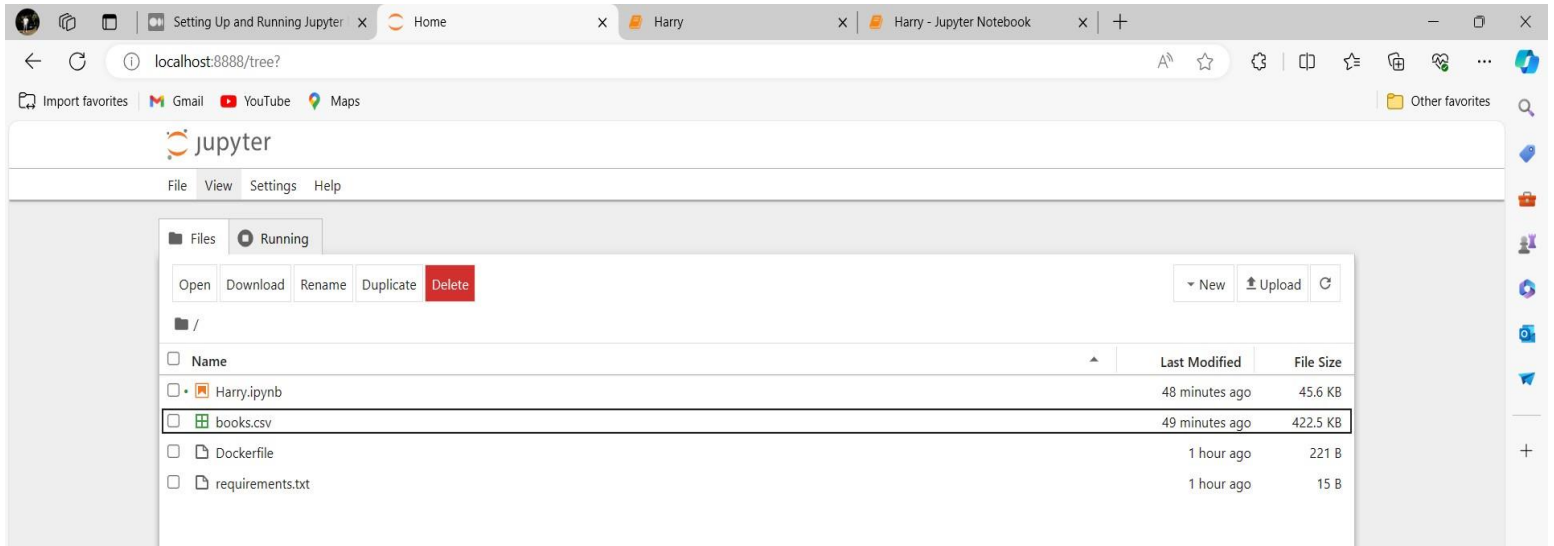 Setting Up and Running Jupyter Home Harry Harry - Jupyter Notebook
localhost:8888/tree?
Import favorites Gmail YouTube Maps Other favorites
jupyter
File View Settings Help
Files Running
Open Download Rename Duplicate Delete New Upload
/
Name Last Modified File Size
Harry.ipynb 48 minutes ago 45.6 KB
books.csv 49 minutes ago 422.5 KB
Dockerfile 1 hour ago 221 B
requirements.txt 1 hour ago 15 B